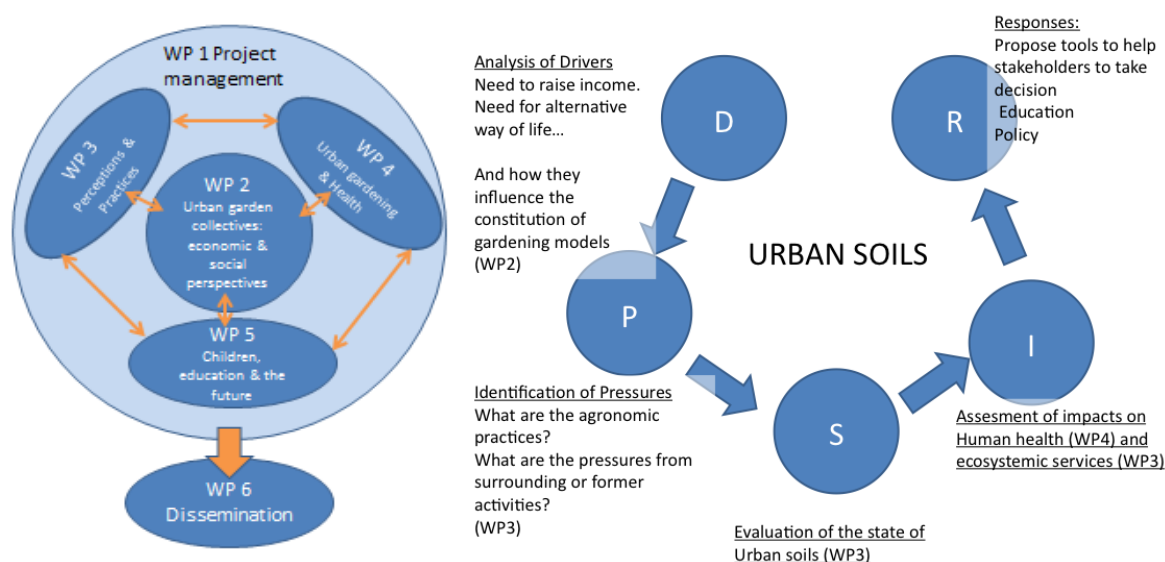 WP 1 Project
management
WP 3
Perceptions &
Practices
WP 4
Urban gardening
& Health
WP 2
Urban garden
collectives:
economic &
social
perspectives
WP 5
Children,
education & the
future
WP 6
Dissemination
Analysis of Drivers
Need to raise income.
Need for alternative
way of life…
And how they
influence the
constitution of
gardening models
(WP2)
D
R
Responses:
Propose tools to help
stakeholders to take
decision
Education
Policy
URBAN SOILS
P
I
S
Identification of Pressures
What are the agronomic
practices?
What are the pressures from
surrounding or former
activities?
(WP3)
Assesment of impacts on
Human health (WP4) and
ecosystemic services (WP3)
Evaluation of the state of
Urban soils (WP3)